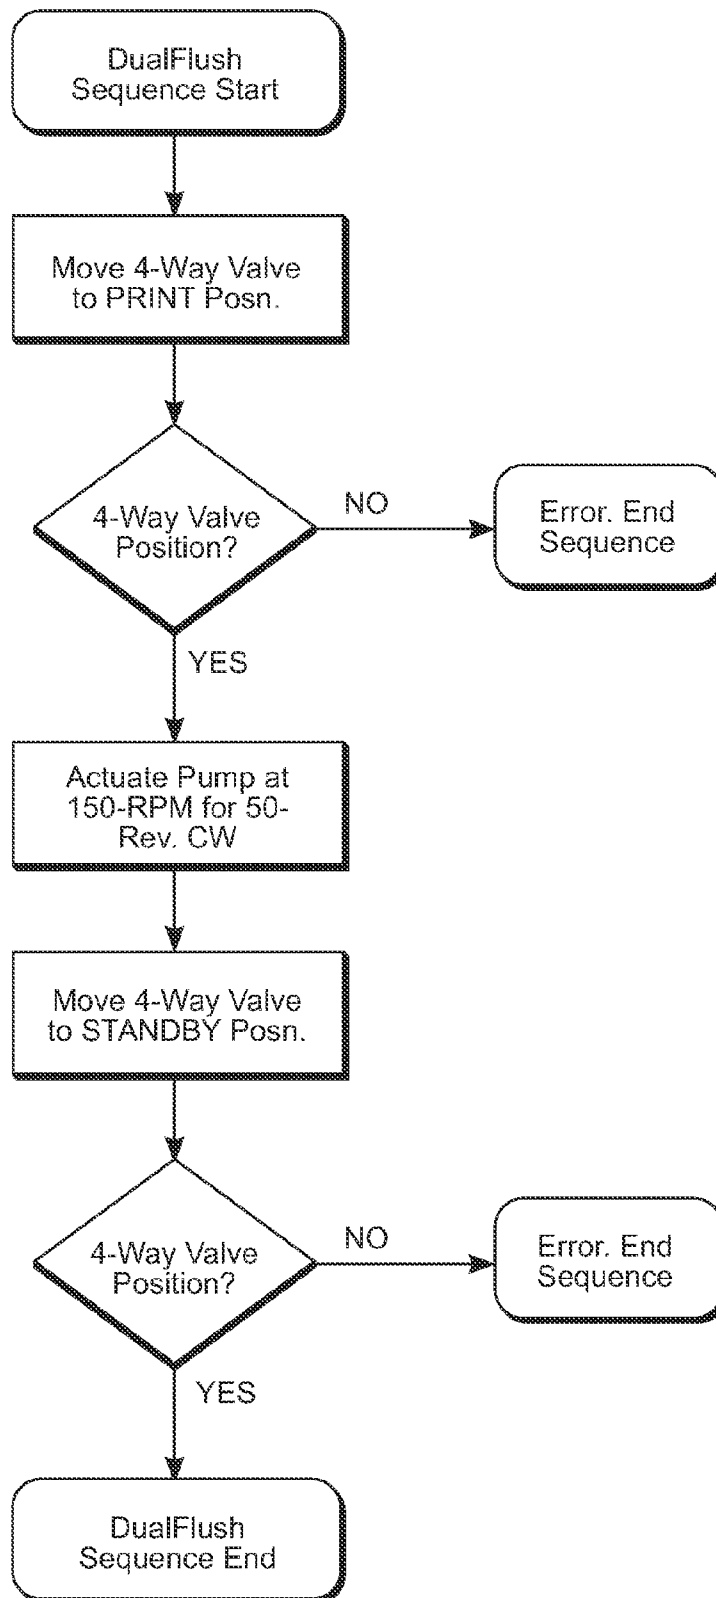 DualFlush
Sequence Start
Move 4-Way Valve
to PRINT Posn.
4-Way Valve
Position?
NO
Error. End
Sequence
YES
Actuate Pump at
150-RPM for 50-
Rev. CW
Move 4-Way Valve
to STANDBY Posn.
4-Way Valve
Position?
NO
Error. End
Sequence
YES
DualFlush
Sequence End